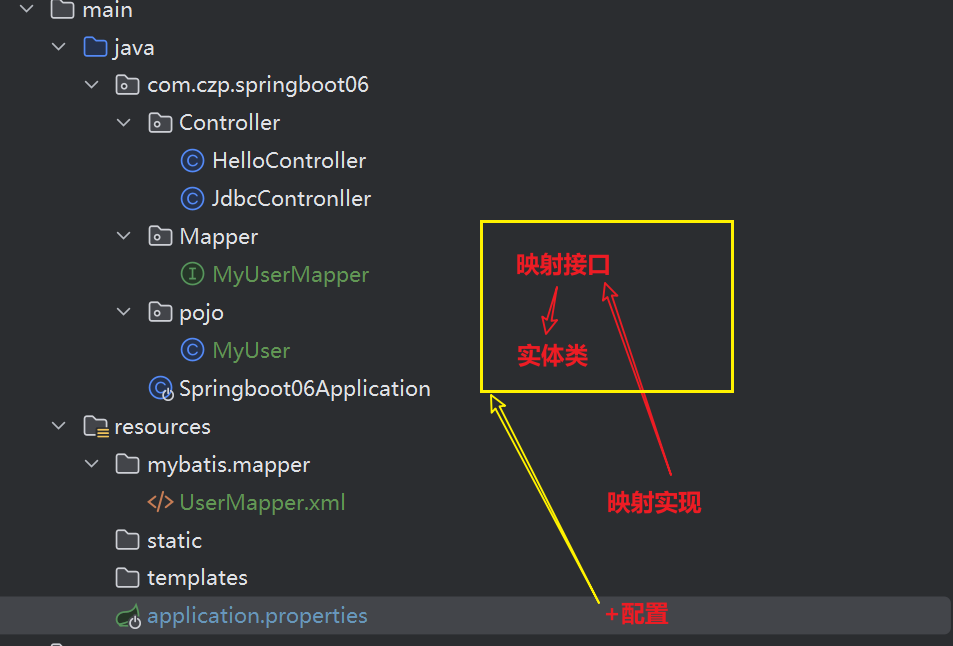 main
java
com.czp.springboot06
Controller
HelloController
JdbcContronller
Mapper
MyUserMapper
映射接口
pojo
MyUser
实体类
Springboot06Application
resources
mybatis.mapper
</> UserMapper.xml
映射实现
static
templates
application.properties
+配置